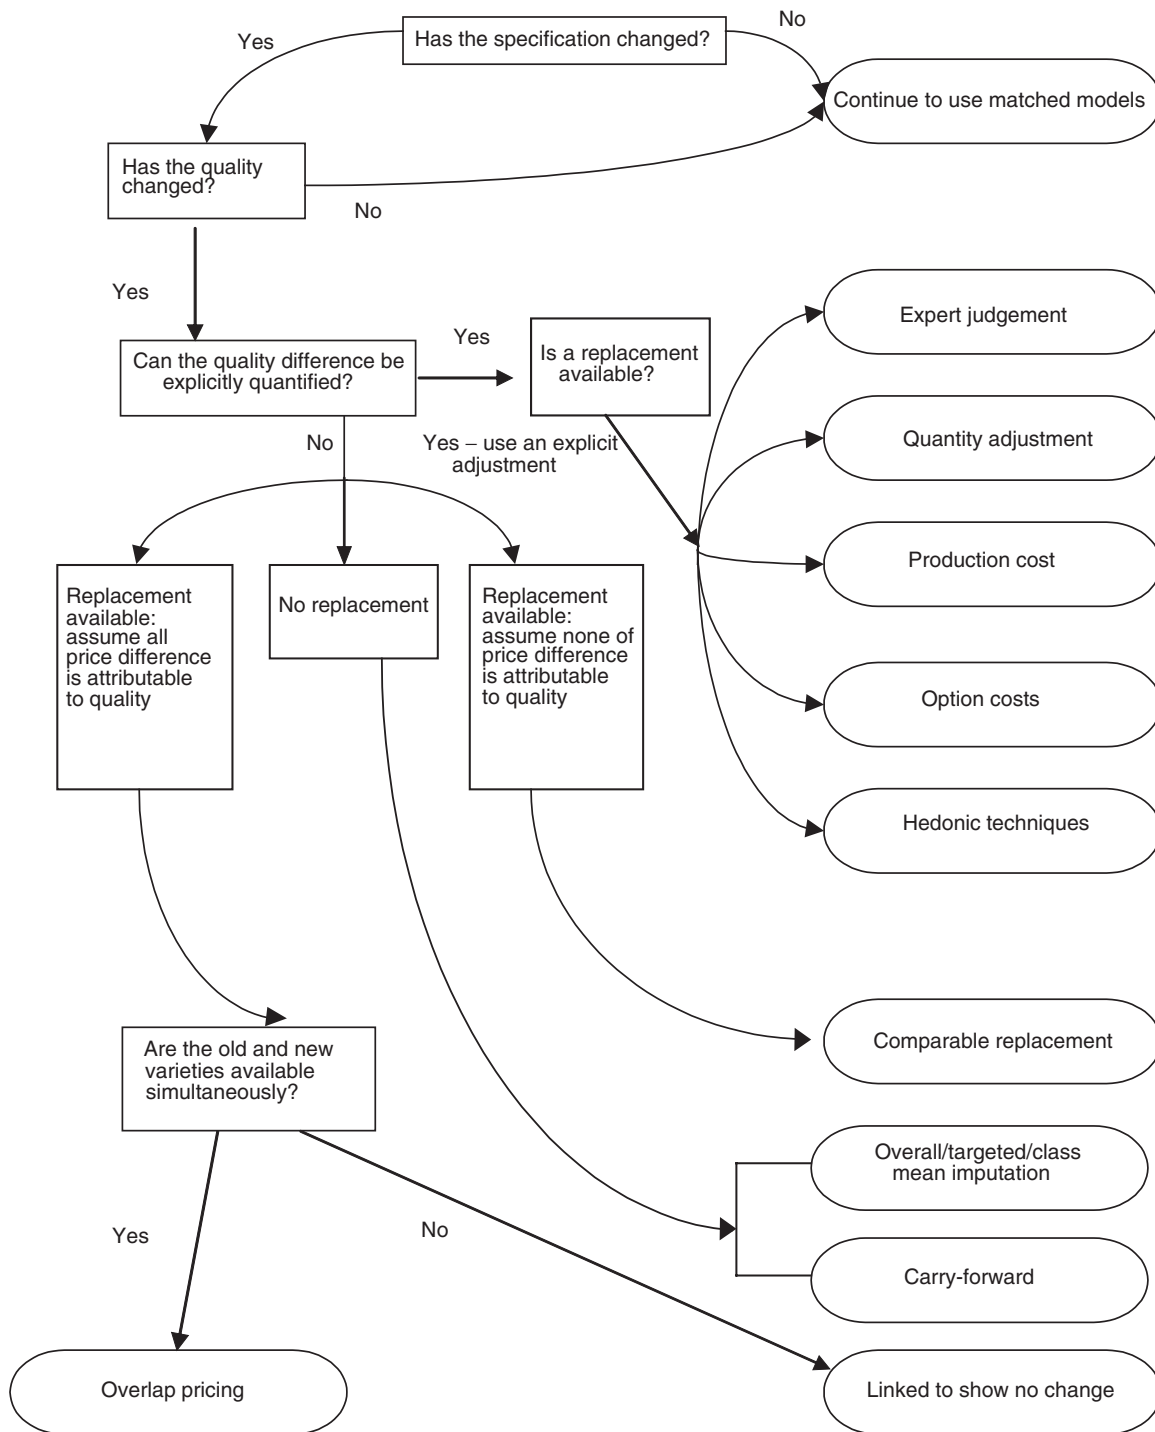 No
Yes
Has the specification changed?
Continue to use matched models
Has the quality
changed?
No
Yes
Expert judgement
Yes
Is a replacement
available?
Can the quality difference be
explicitly quantified?
Quantity adjustment
No
Yes – use an explicit
adjustment
Production cost
Replacement
available:
assume all
price difference
is attributable
to quality
No replacement
Replacement
available:
assume none of
price difference
is attributable
to quality
Option costs
Hedonic techniques
Comparable replacement
Are the old and new
varieties available
simultaneously?
Overall/targeted/class
mean imputation
Yes
No
Carry-forward
Overlap pricing
Linked to show no change